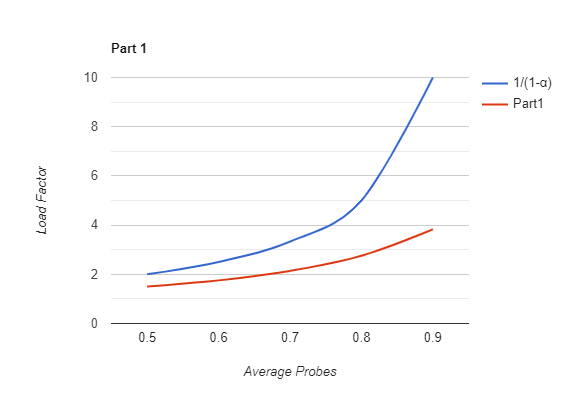 Part 1
10
8
6
4
2
0
Load Factor
0.5 0.6 0.7 0.8 0.9
Average Probes
1/(1-α)
Part1